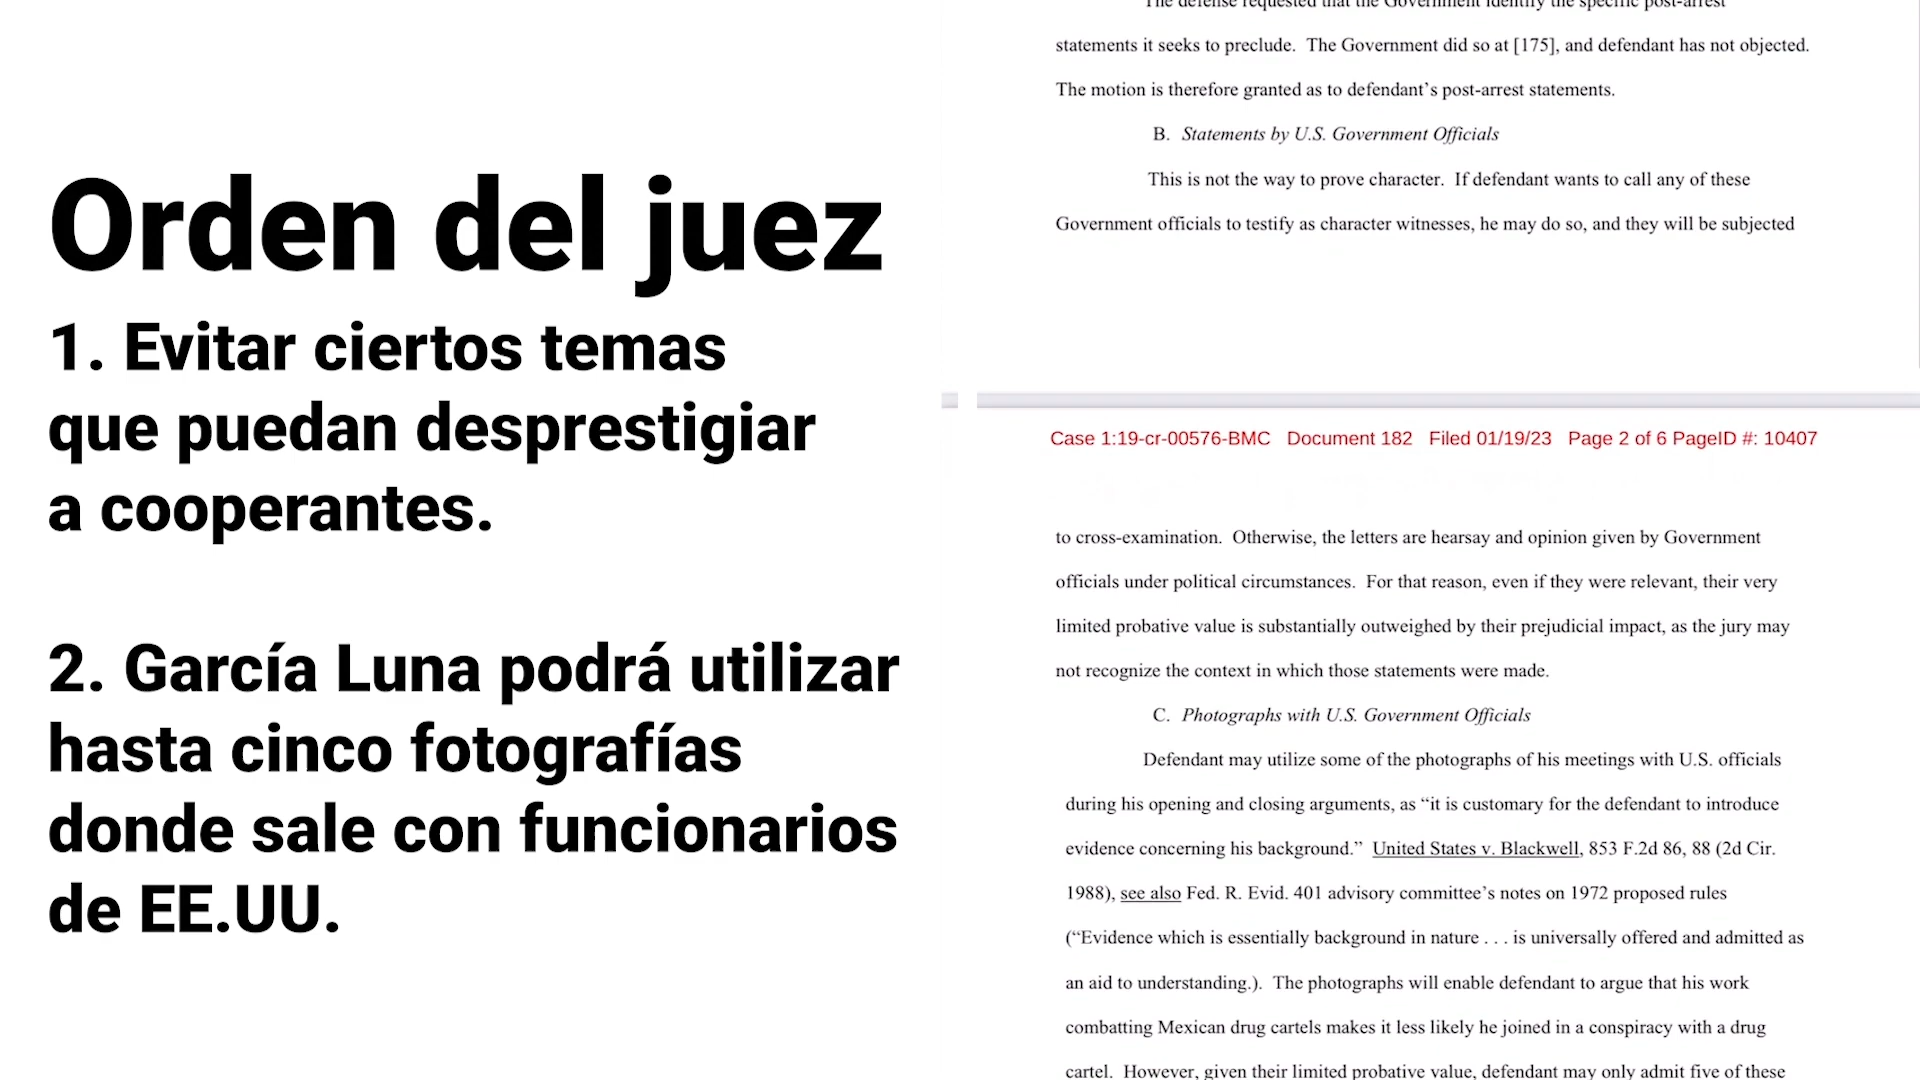 Orden del juez
1. Evitar ciertos temas
que puedan desprestigiar
a cooperantes.
2. García Luna podrá utilizar
hasta cinco fotografías
donde sale con funcionarios
de EE.UU.
The defense requested that the Government identify the specific post-arrest
statements it seeks to preclude. The Government did so at [175], and defendant has not objected.
The motion is therefore granted as to defendant’s post-arrest statements.
B. Statements by U.S. Government Officials
This is not the way to prove character. If defendant wants to call any of these
Government officials to testify as character witnesses, he may do so, and they will be subjected
Case 1:19-cr-00576-BMC Document 182 Filed 01/19/23 Page 2 of 6 PageID #: 10407
to cross-examination. Otherwise, the letters are hearsay and opinion given by Government
officials under political circumstances. For that reason, even if they were relevant, their very
limited probative value is substantially outweighed by their prejudicial impact, as the jury may
not recognize the context in which those statements were made.
C. Photographs with U.S. Government Officials
Defendant may utilize some of the photographs of his meetings with U.S. officials
during his opening and closing arguments, as “it is customary for the defendant to introduce
evidence concerning his background.” United States v. Blackwell, 853 F.2d 86, 88 (2d Cir.
1988), see also Fed. R. Evid. 401 advisory committee’s notes on 1972 proposed rules
(“Evidence which is essentially background in nature . . . is universally offered and admitted as
an aid to understanding.). The photographs will enable defendant to argue that his work
combatting Mexican drug cartels makes it less likely he joined in a conspiracy with a drug
cartel. However, given their limited probative value, defendant may only admit five of these